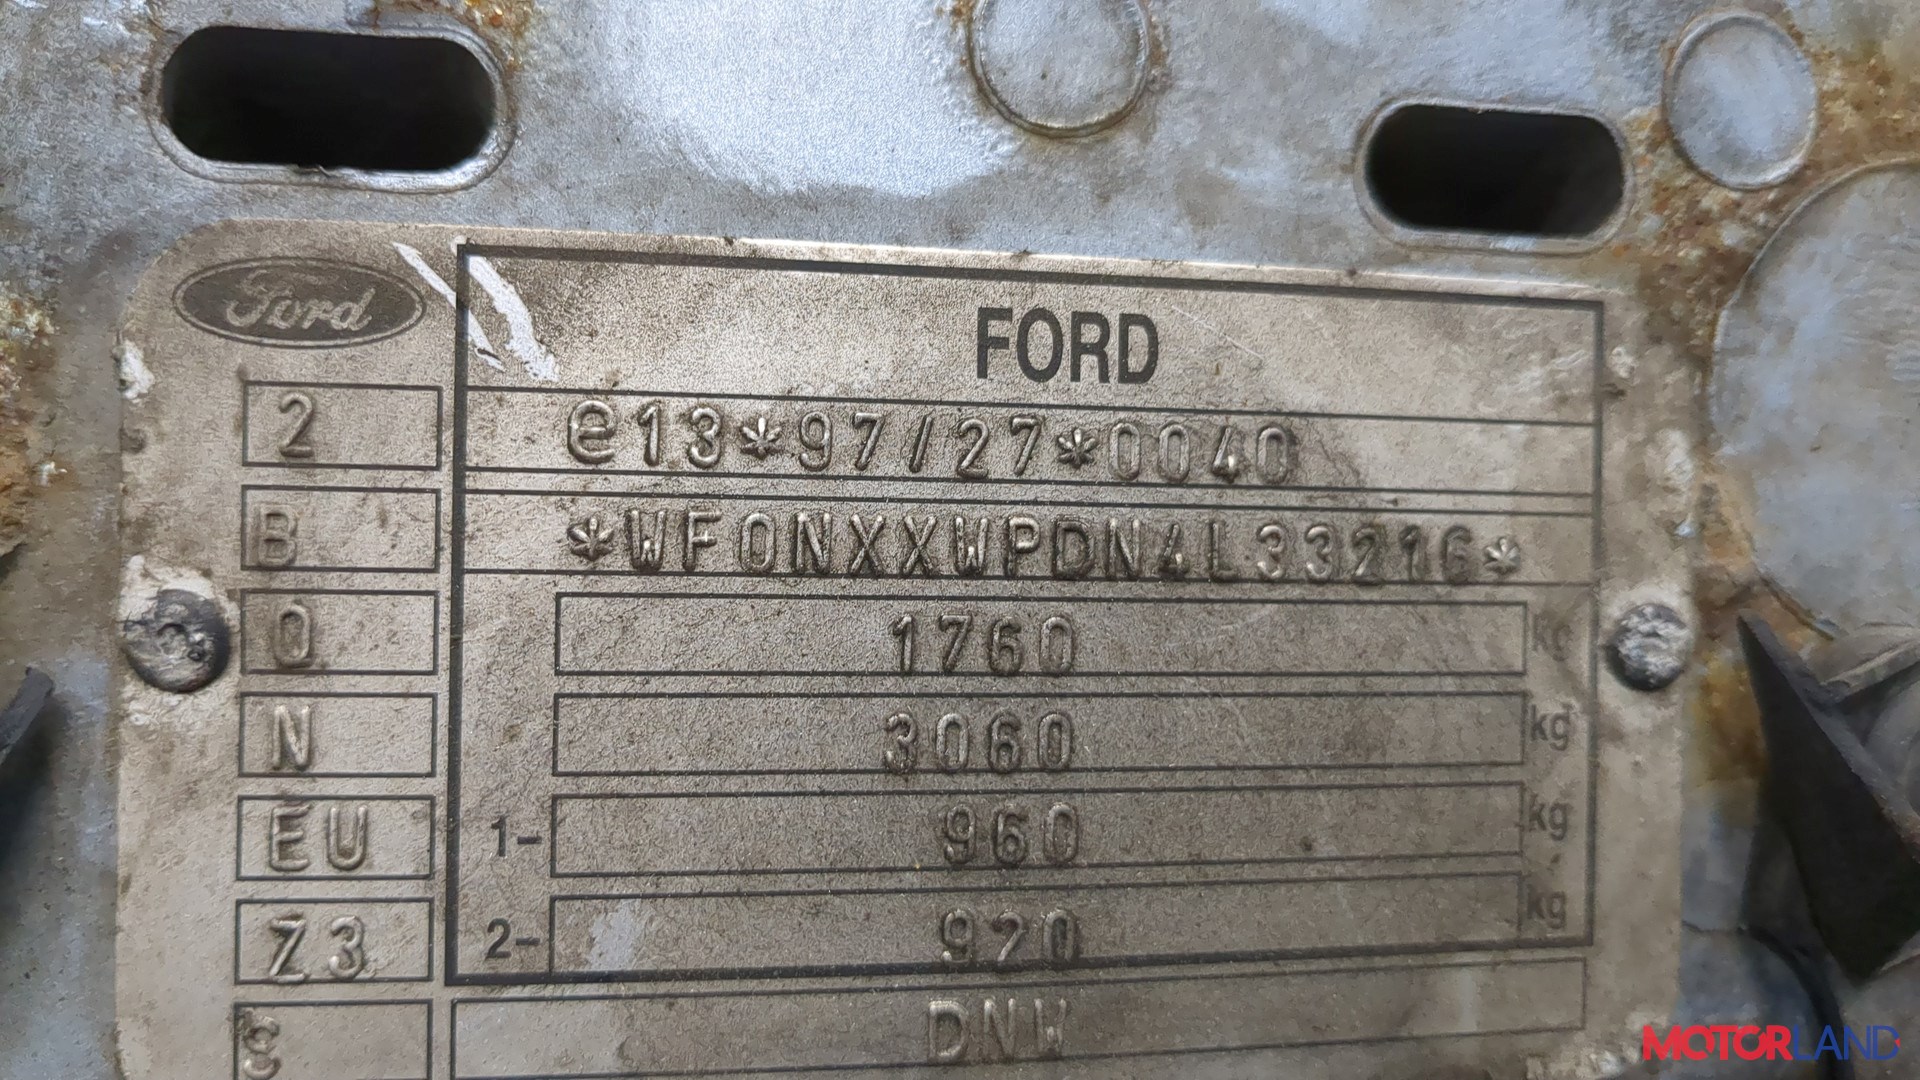 Ford
FORD
2 e13*97/27*0040
B *WF0NXXWPDN4L33216*
0 1760 kg
N 3060 kg
EU 1- 960 kg
Z3 2- 920 kg
DNW
MOTORLAND